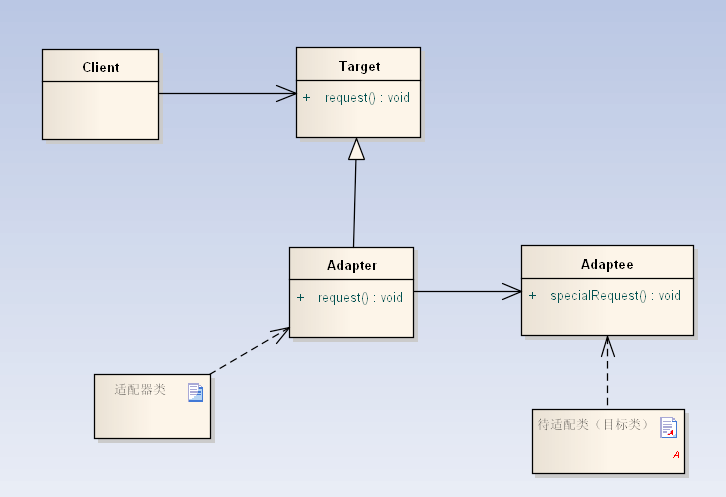 Client
Target
+ request() : void
Adapter
+ request() : void
Adaptee
+ specialRequest() : void
适配器类
待适配类（目标类）
A